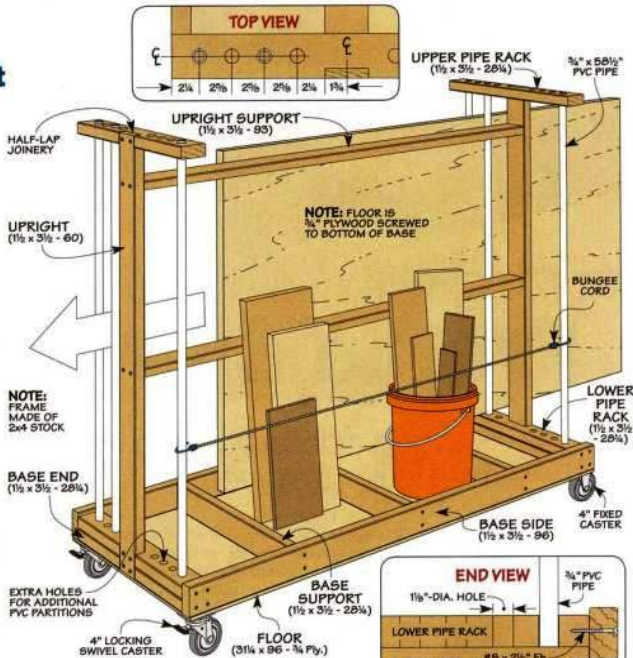 t
TOP VIEW
℄
℄
2¼ 2⅝ 2⅝ 2¼ 1¾
UPPER PIPE RACK
(1½ x 3½ - 28¼)
¾" x 58½"
PVC PIPE
HALF-LAP
JOINERY
UPRIGHT SUPPORT
(1½ x 3½ - 93)
UPRIGHT
(1½ x 3½ - 60)
NOTE: FLOOR IS
¾" PLYWOOD SCREWED
TO BOTTOM OF BASE
BUNGEE
CORD
NOTE:
FRAME
MADE OF
2x4 STOCK
LOWER
PIPE
RACK
(1½ x 3½
- 28¼)
BASE END
(1½ x 3½ - 28¼)
4" FIXED
CASTER
BASE SIDE
(1½ x 3½ - 96)
EXTRA HOLES
FOR ADDITIONAL
PVC PARTITIONS
BASE
SUPPORT
(1½ x 3½ - 28¼)
4" LOCKING
SWIVEL CASTER
FLOOR
(31¼ x 96 - ¾ Ply.)
END VIEW
1⅛"-DIA. HOLE
¾" PVC
PIPE
LOWER PIPE RACK